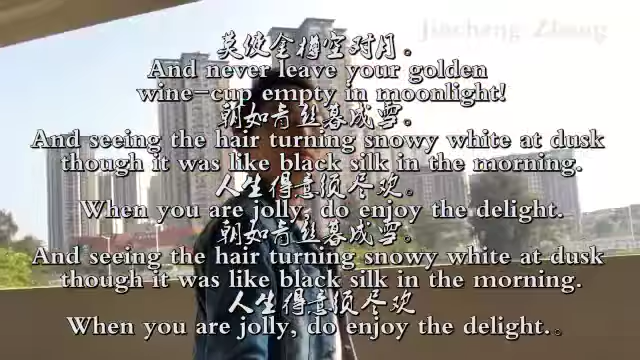 Jincheng Zhang
莫使金樽空对月。
And never leave your golden
wine-cup empty in moonlight!
朝如青丝暮成雪。
And seeing the hair turning snowy white at dusk
though it was like black silk in the morning.
人生得意须尽欢。
When you are jolly, do enjoy the delight.
朝如青丝暮成雪。
And seeing the hair turning snowy white at dusk
though it was like black silk in the morning.
人生得意须尽欢
When you are jolly, do enjoy the delight.。